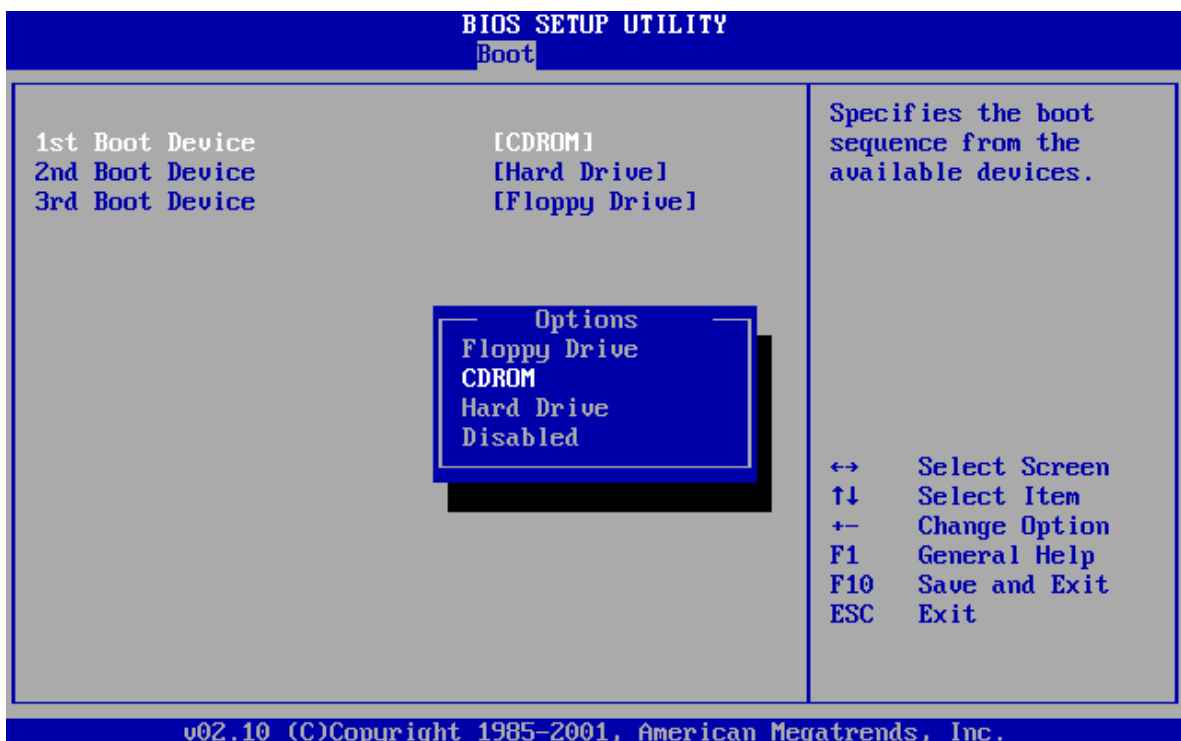 BIOS SETUP UTILITY
Boot
1st Boot Device [CDROM]
2nd Boot Device [Hard Drive]
3rd Boot Device [Floppy Drive]
Options
Floppy Drive
CDROM
Hard Drive
Disabled
Specifies the boot
sequence from the
available devices.
←→ Select Screen
↑↓ Select Item
+- Change Option
F1 General Help
F10 Save and Exit
ESC Exit
v02.10 (C)Copyright 1985-2001, American Megatrends, Inc.